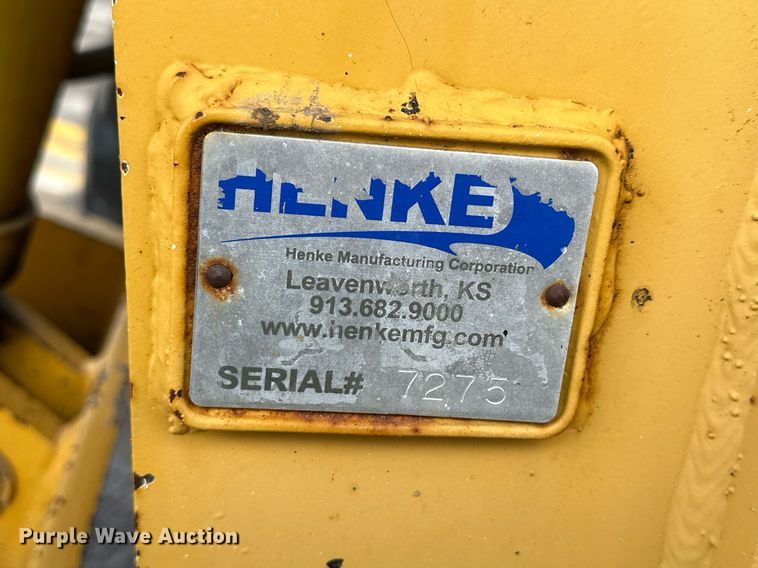 HENKE
Henke Manufacturing Corporation
Leavenworth, KS
913.682.9000
www.henkemfg.com
SERIAL# 7275
Purple Wave Auction